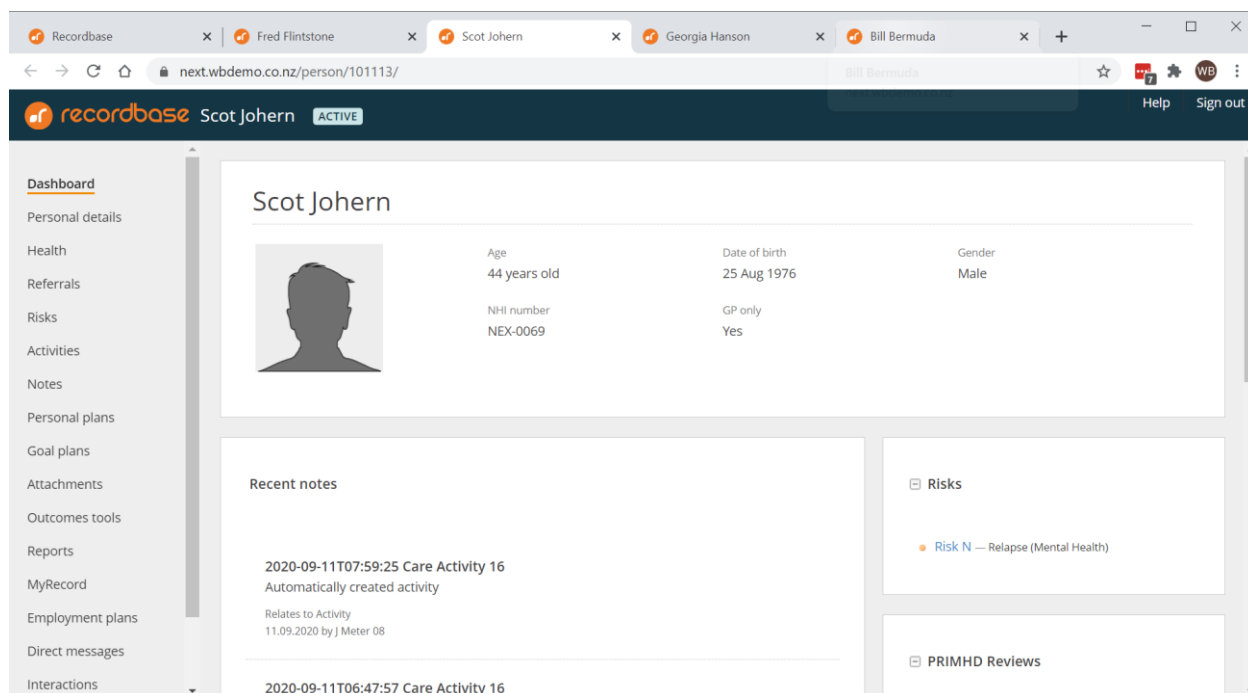 Recordbase
Fred Flintstone
Scot Johern
Georgia Hanson
Bill Bermuda
next.wbdemo.co.nz/person/101113/
Bill Bermuda
7
WB
recordbase Scot Johern ACTIVE
Help Sign out
Dashboard
Personal details
Health
Referrals
Risks
Activities
Notes
Personal plans
Goal plans
Attachments
Outcomes tools
Reports
MyRecord
Employment plans
Direct messages
Interactions
Scot Johern
Age
44 years old
Date of birth
25 Aug 1976
Gender
Male
NHI number
NEX-0069
GP only
Yes
Recent notes
2020-09-11T07:59:25 Care Activity 16
Automatically created activity
Relates to Activity
11.09.2020 by J Meter 08
2020-09-11T06:47:57 Care Activity 16
Risks
Risk N — Relapse (Mental Health)
PRIMHD Reviews